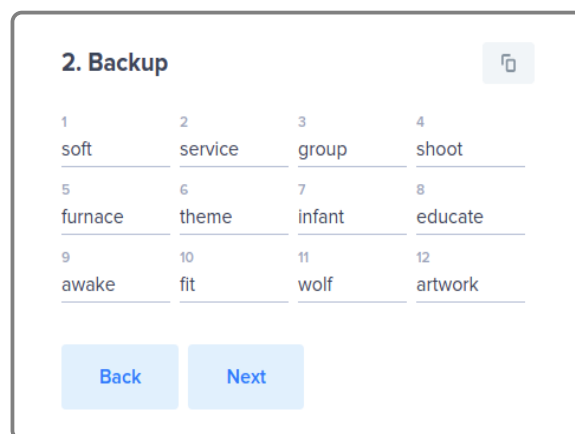 2. Backup
1 2 3 4
soft service group shoot
5 6 7 8
furnace theme infant educate
9 10 11 12
awake fit wolf artwork
Back Next